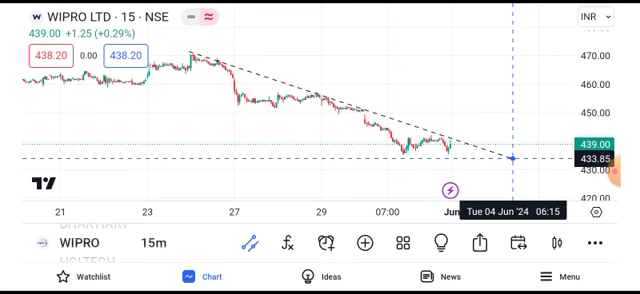 WIPRO LTD · 15 · NSE
INR
439.00 +1.25 (+0.29%)
438.20 0.00 438.20
470.00
460.00
450.00
439.00
433.85
430.00
420.00
21 23 27 29 07:00 Jun Tue 04 Jun '24 06:15
WIPRO 15m
Watchlist Chart Ideas News Menu